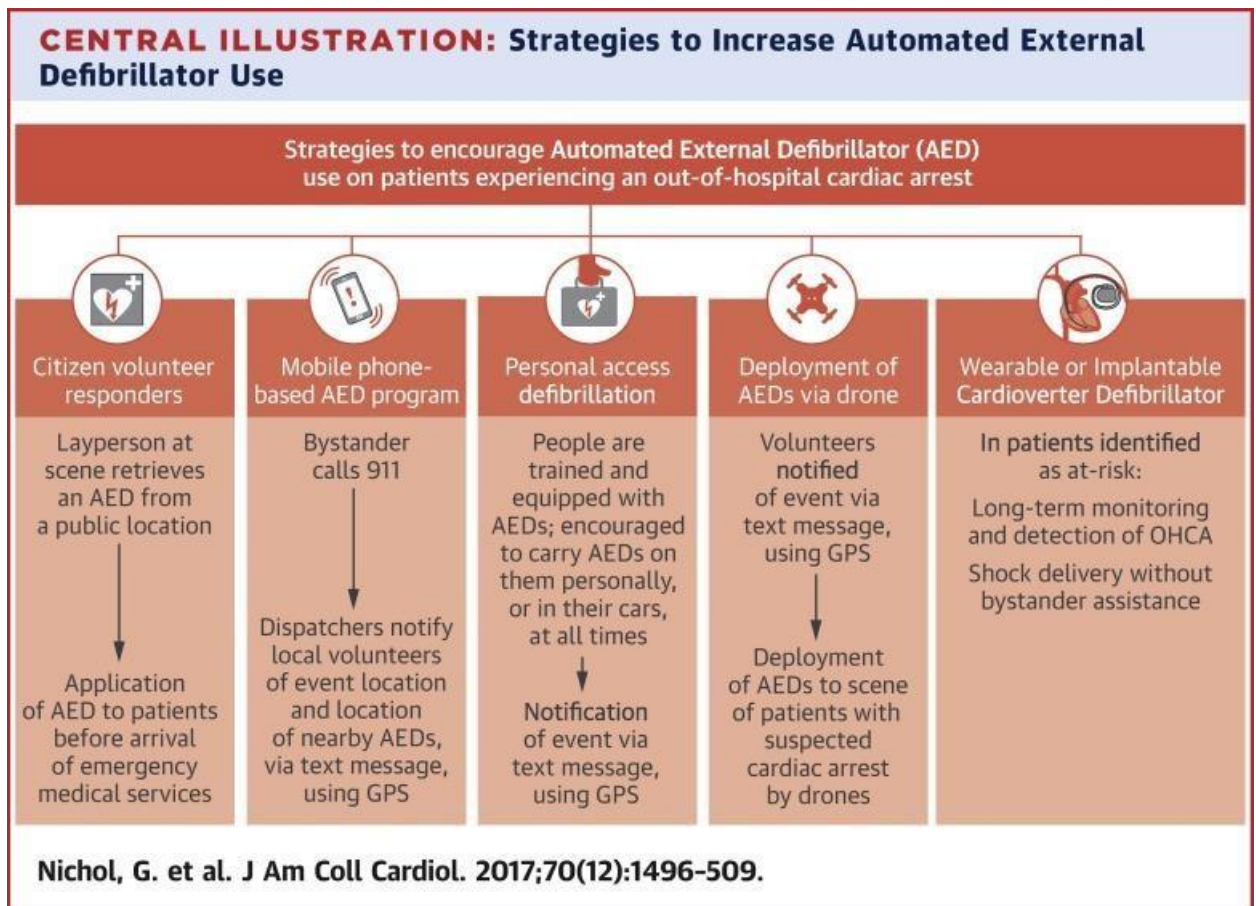 CENTRAL ILLUSTRATION: Strategies to Increase Automated External
Defibrillator Use
Strategies to encourage Automated External Defibrillator (AED)
use on patients experiencing an out-of-hospital cardiac arrest
Citizen volunteer
responders
Layperson at
scene retrieves
an AED from
a public location
Application
of AED to patients
before arrival
of emergency
medical services
Mobile phone-
based AED program
Bystander
calls 911
Dispatchers notify
local volunteers
of event location
and location
of nearby AEDs,
via text message,
using GPS
Personal access
defibrillation
People are
trained and
equipped with
AEDs; encouraged
to carry AEDs on
them personally,
or in their cars,
at all times
Notification
of event via
text message,
using GPS
Deployment of
AEDs via drone
Volunteers
notified
of event via
text message,
using GPS
Deployment
of AEDs to scene
of patients with
suspected
cardiac arrest
by drones
Wearable or Implantable
Cardioverter Defibrillator
In patients identified
as at-risk:
Long-term monitoring
and detection of OHCA
Shock delivery without
bystander assistance
Nichol, G. et al. J Am Coll Cardiol. 2017;70(12):1496-509.